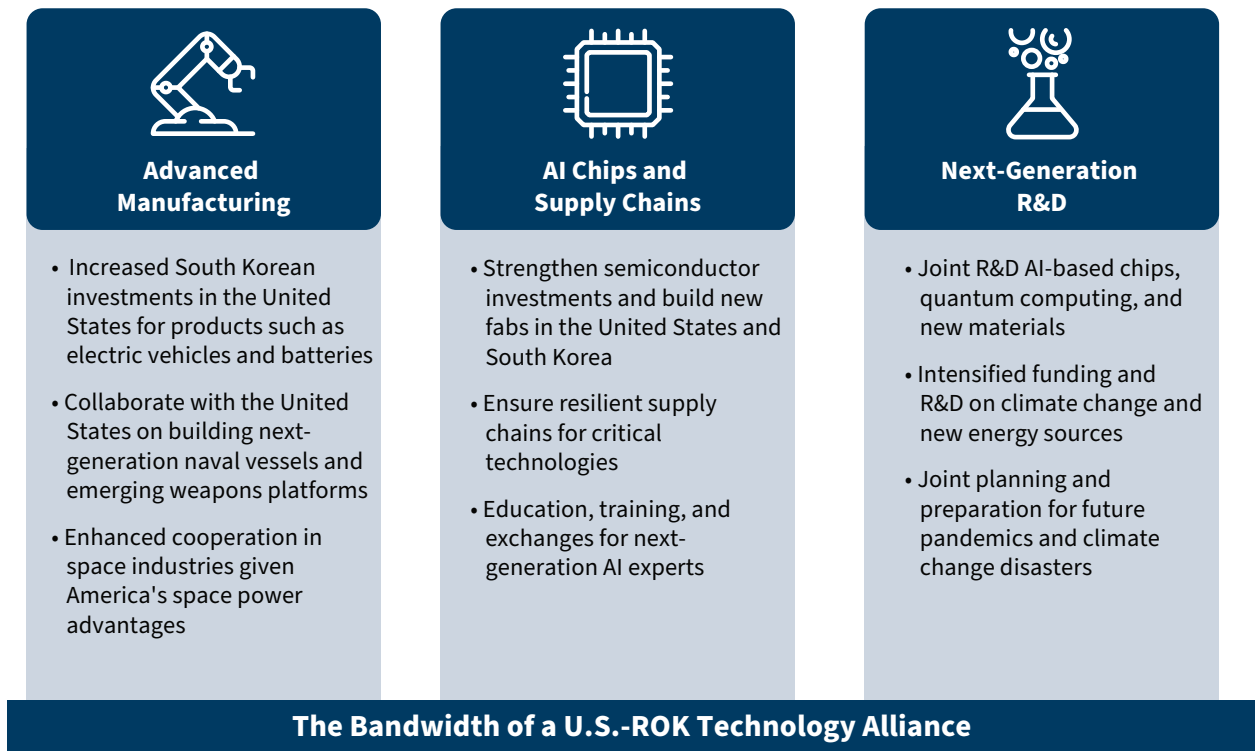 Advanced
Manufacturing
• Increased South Korean
investments in the United
States for products such as
electric vehicles and batteries
• Collaborate with the United
States on building next-
generation naval vessels and
emerging weapons platforms
• Enhanced cooperation in
space industries given
America's space power
advantages
AI Chips and
Supply Chains
• Strengthen semiconductor
investments and build new
fabs in the United States and
South Korea
• Ensure resilient supply
chains for critical
technologies
• Education, training, and
exchanges for next-
generation AI experts
Next-Generation
R&D
• Joint R&D AI-based chips,
quantum computing, and
new materials
• Intensified funding and
R&D on climate change and
new energy sources
• Joint planning and
preparation for future
pandemics and climate
change disasters
The Bandwidth of a U.S.-ROK Technology Alliance